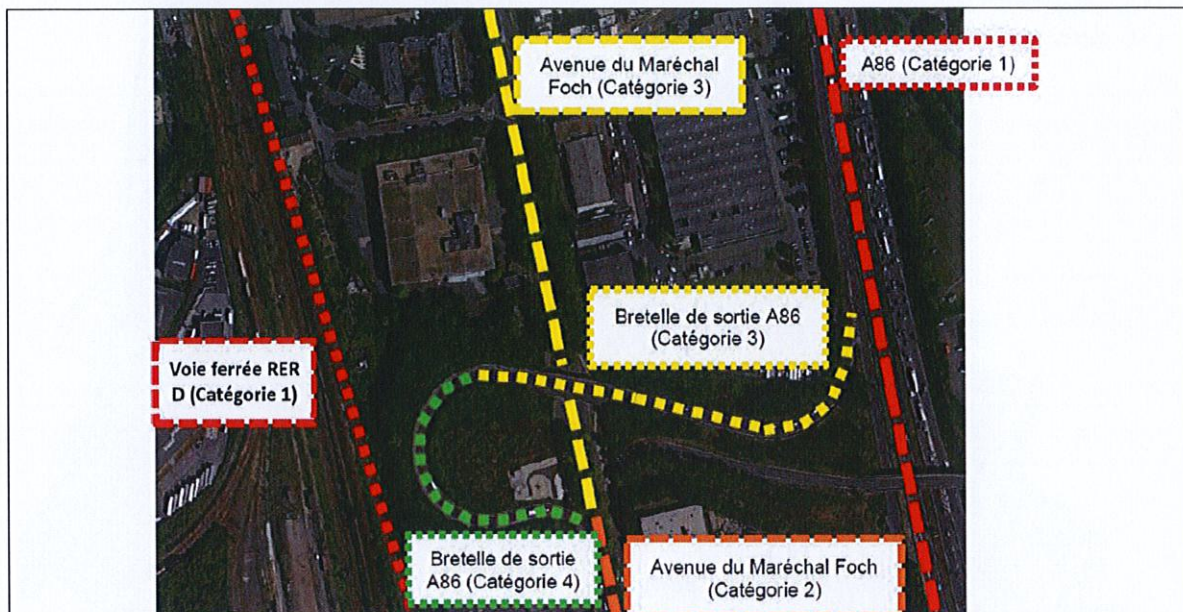 Avenue du Maréchal
Foch (Catégorie 3)
A86 (Catégorie 1)
Bretelle de sortie A86
(Catégorie 3)
Voie ferrée RER
D (Catégorie 1)
Bretelle de sortie
A86 (Catégorie 4)
Avenue du Maréchal Foch
(Catégorie 2)